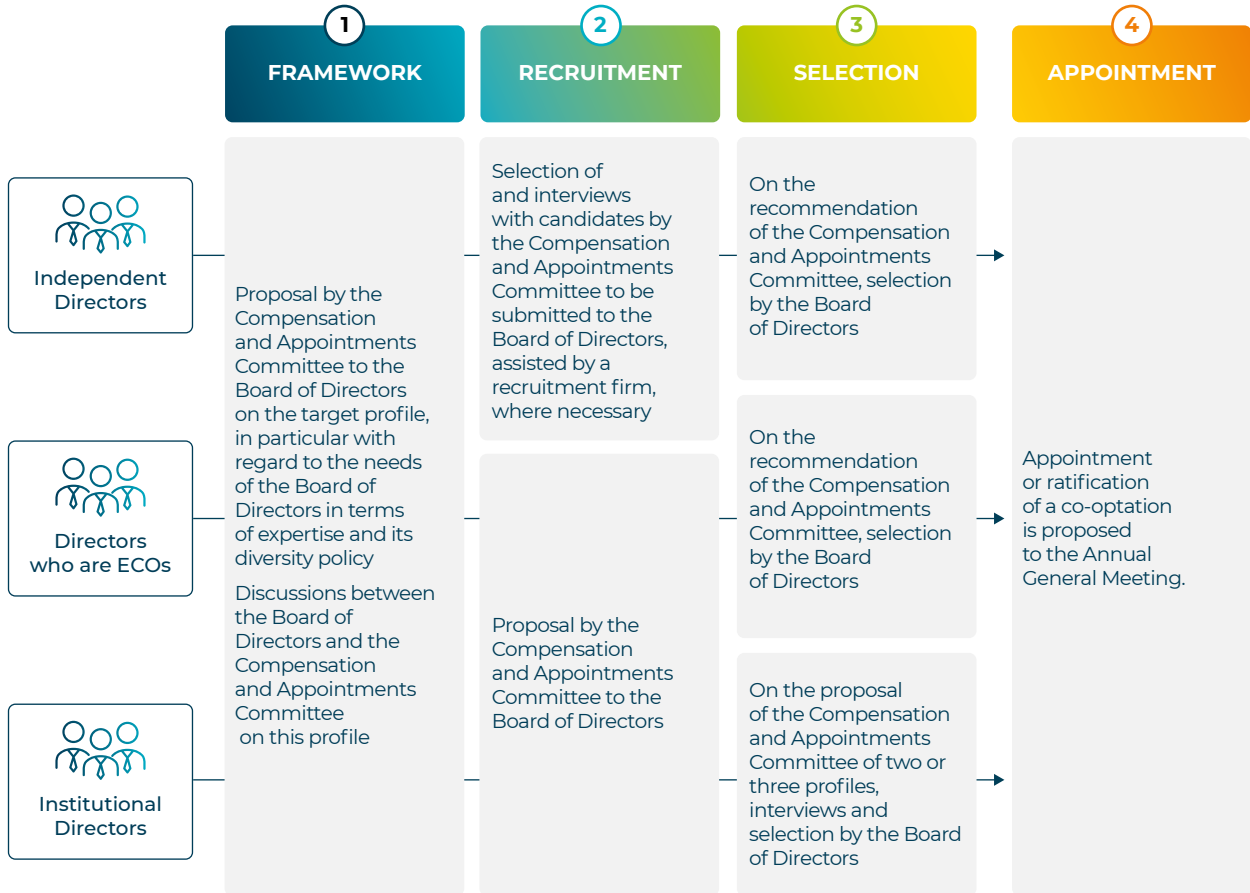 1
FRAMEWORK
2
RECRUITMENT
3
SELECTION
4
APPOINTMENT
Independent
Directors
Directors
who are ECOs
Institutional
Directors
Proposal by the
Compensation
and Appointments
Committee to the
Board of Directors
on the target profile,
in particular with
regard to the needs
of the Board of
Directors in terms
of expertise and its
diversity policy
Discussions between
the Board of
Directors and the
Compensation
and Appointments
Committee
on this profile
Selection of
and interviews
with candidates by
the Compensation
and Appointments
Committee to be
submitted to the
Board of Directors,
assisted by a
recruitment firm,
where necessary
Proposal by the
Compensation
and Appointments
Committee to the
Board of Directors
On the
recommendation
of the Compensation
and Appointments
Committee, selection
by the Board
of Directors
On the
recommendation
of the Compensation
and Appointments
Committee, selection
by the Board
of Directors
On the proposal
of the Compensation
and Appointments
Committee of two or
three profiles,
interviews and
selection by the Board
of Directors
Appointment
or ratification
of a co-optation
is proposed
to the Annual
General Meeting.